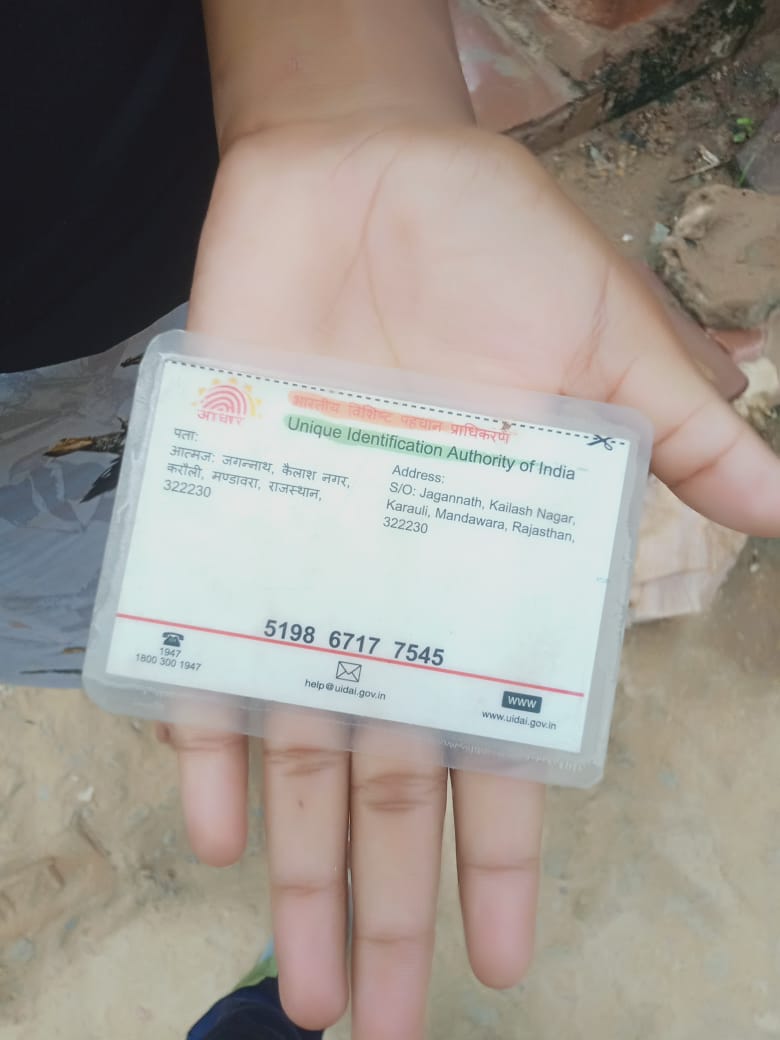 आधार
भारतीय विशिष्ट पहचान प्राधिकरण
Unique Identification Authority of India
पता:
आत्मज: जगन्नाथ, कैलाश नगर,
करौली, मण्डावरा, राजस्थान,
322230
Address:
S/O: Jagannath, Kailash Nagar,
Karauli, Mandawara, Rajasthan,
322230
5198 6717 7545
1947
1800 300 1947
help@uidai.gov.in
www
www.uidai.gov.in